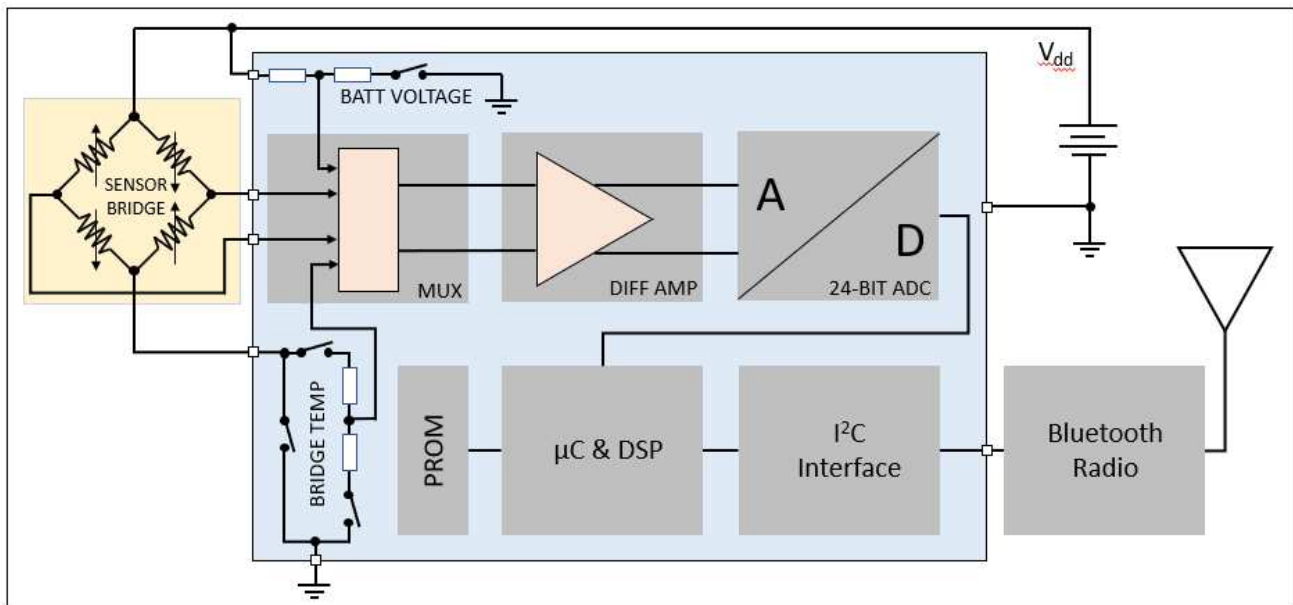 V_dd
BATT VOLTAGE
SENSOR
BRIDGE
A
D
MUX
DIFF AMP
24-BIT ADC
BRIDGE TEMP
PROM
µC & DSP
I²C
Interface
Bluetooth
Radio